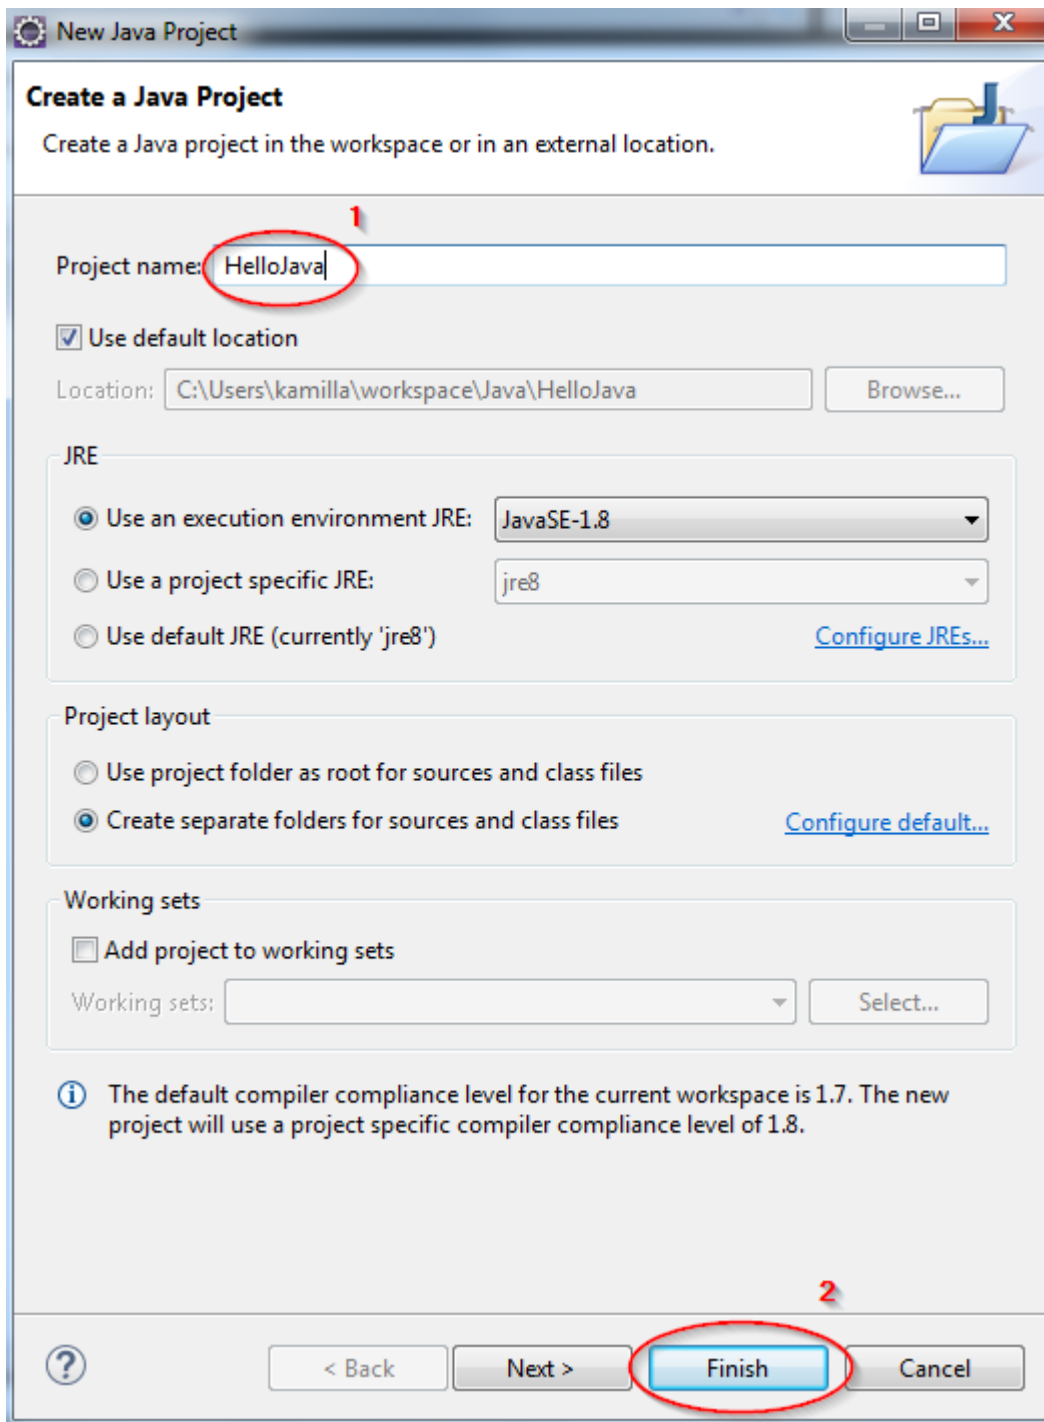 New Java Project
Create a Java Project
Create a Java project in the workspace or in an external location.
1
Project name: HelloJava
Use default location
Location: C:\Users\kamilla\workspace\Java\HelloJava Browse...
JRE
Use an execution environment JRE: JavaSE-1.8
Use a project specific JRE: jre8
Use default JRE (currently 'jre8') Configure JREs...
Project layout
Use project folder as root for sources and class files
Create separate folders for sources and class files Configure default...
Working sets
Add project to working sets
Working sets: Select...
The default compiler compliance level for the current workspace is 1.7. The new
project will use a project specific compiler compliance level of 1.8.
2
? < Back Next > Finish Cancel